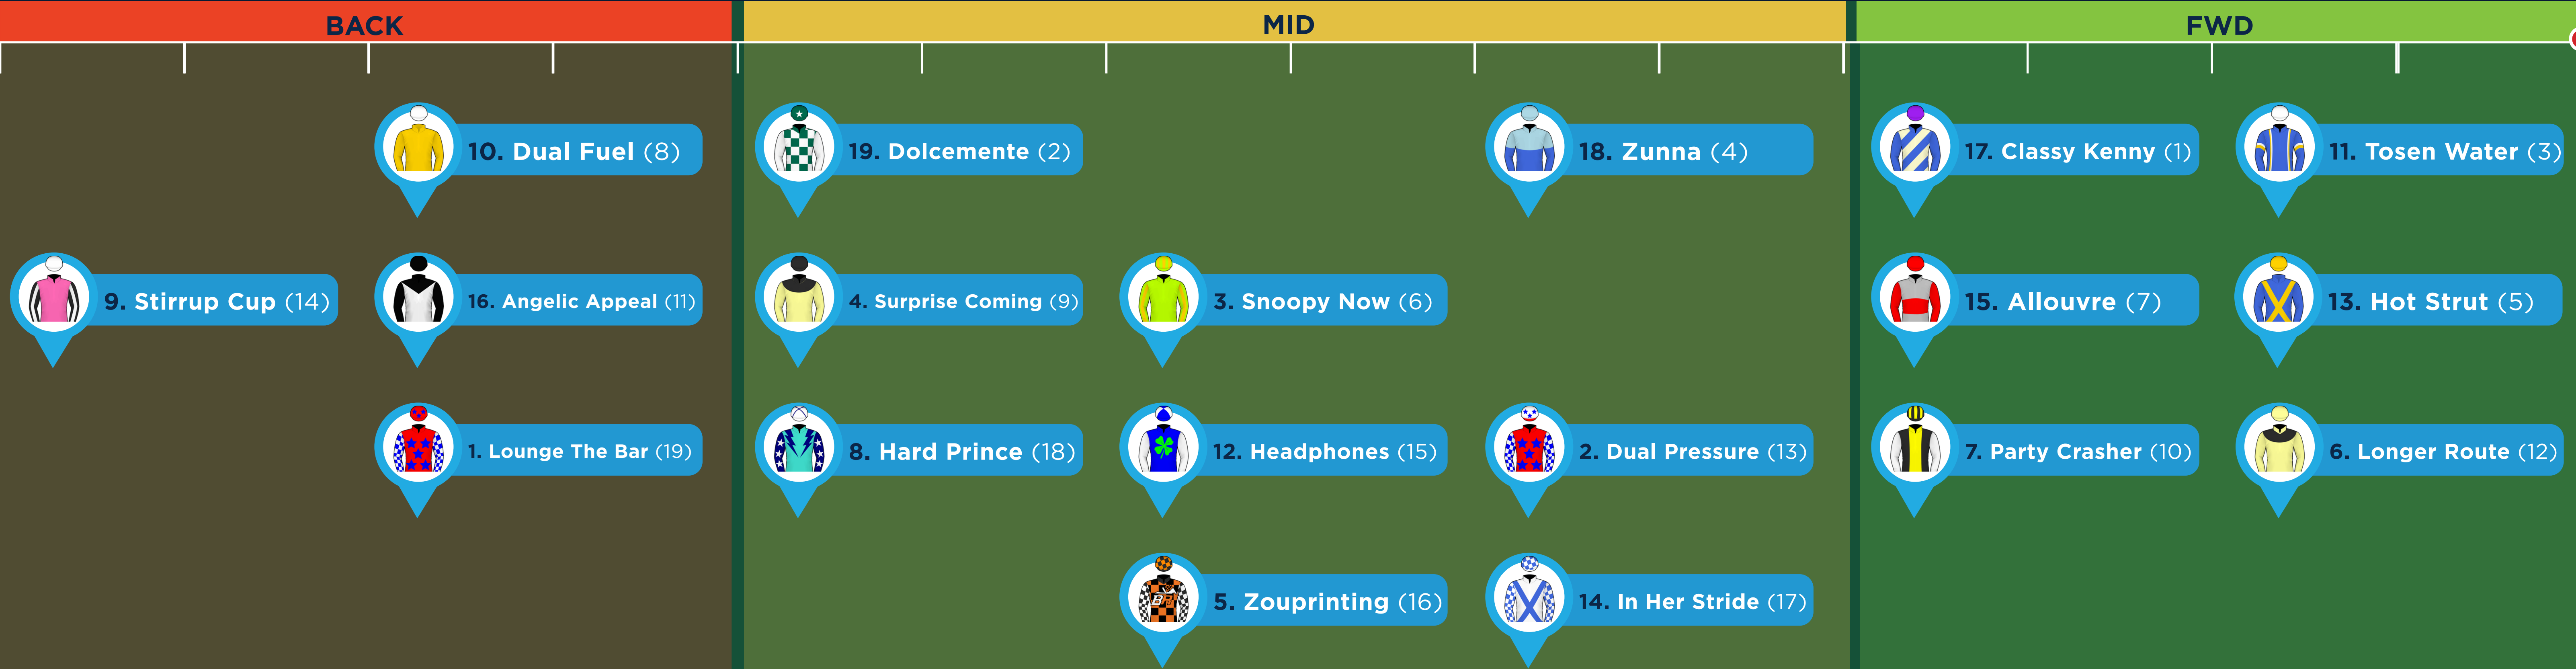 BACK
MID
FWD
10. Dual Fuel (8)
19. Dolcemente (2)
18. Zunna (4)
17. Classy Kenny (1)
11. Tosen Water (3)
9. Stirrup Cup (14)
16. Angelic Appeal (11)
4. Surprise Coming (9)
3. Snoopy Now (6)
15. Allouvre (7)
13. Hot Strut (5)
1. Lounge The Bar (19)
8. Hard Prince (18)
12. Headphones (15)
2. Dual Pressure (13)
7. Party Crasher (10)
6. Longer Route (12)
5. Zouprinting (16)
14. In Her Stride (17)